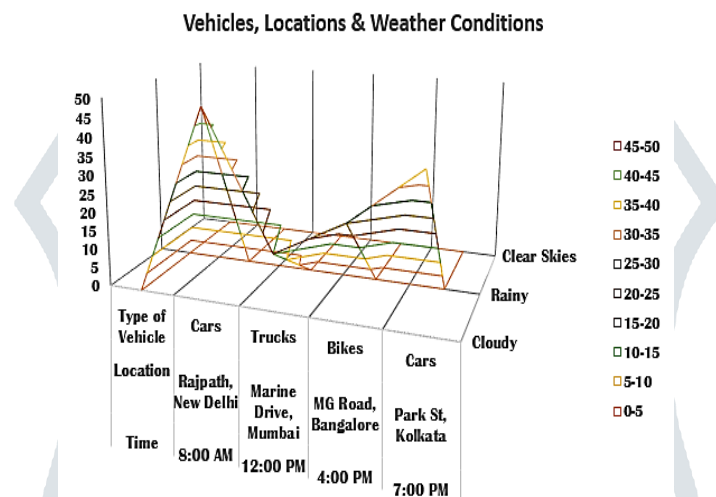 Vehicles, Locations & Weather Conditions
50
45
40
35
30
25
20
15
10
5
0
45-50
40-45
35-40
30-35
25-30
20-25
15-20
10-15
5-10
0-5
Clear Skies
Rainy
Cloudy
Type of
Vehicle
Location
Time
Cars
Rajpath,
New Delhi
8:00 AM
Trucks
Marine
Drive,
Mumbai
12:00 PM
Bikes
MG Road,
Bangalore
4:00 PM
Cars
Park St,
Kolkata
7:00 PM